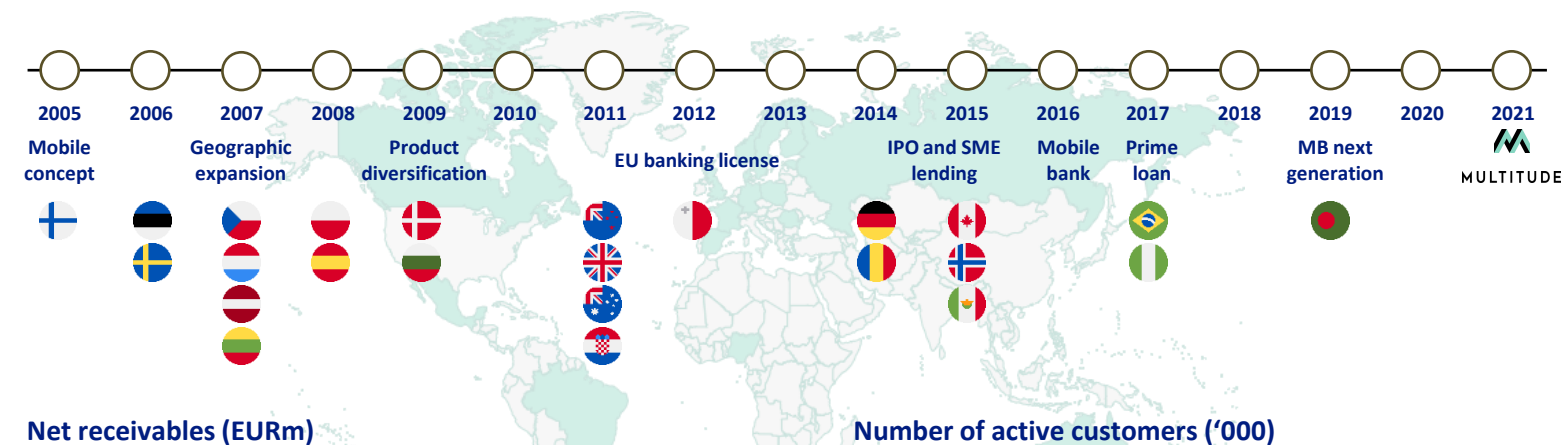 2005 2006 2007 2008 2009 2010 2011 2012 2013 2014 2015 2016 2017 2018 2019 2020 2021
Mobile
concept
Geographic
expansion
Product
diversification
EU banking license
IPO and SME
lending
Mobile
bank
Prime
loan
MB next
generation
MULTITUDE
Net receivables (EURm)
Number of active customers (‘000)